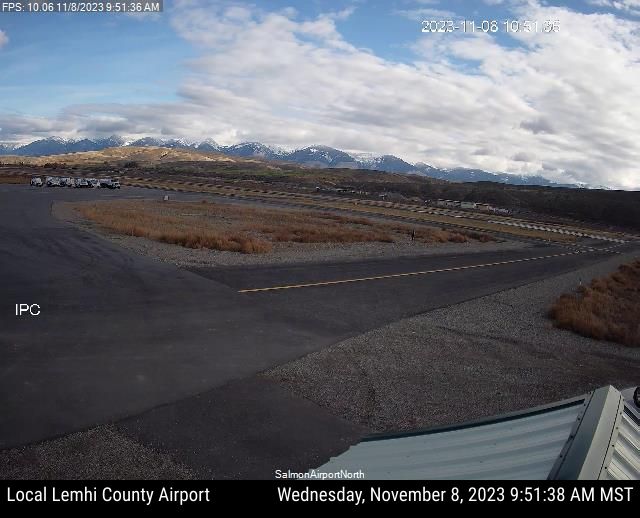 FPS: 10.06 11/8/2023 9:51:36 AM
2023-11-08 10:51:36
IPC
SalmonAirportNorth
Local Lemhi County Airport Wednesday, November 8, 2023 9:51:38 AM MST